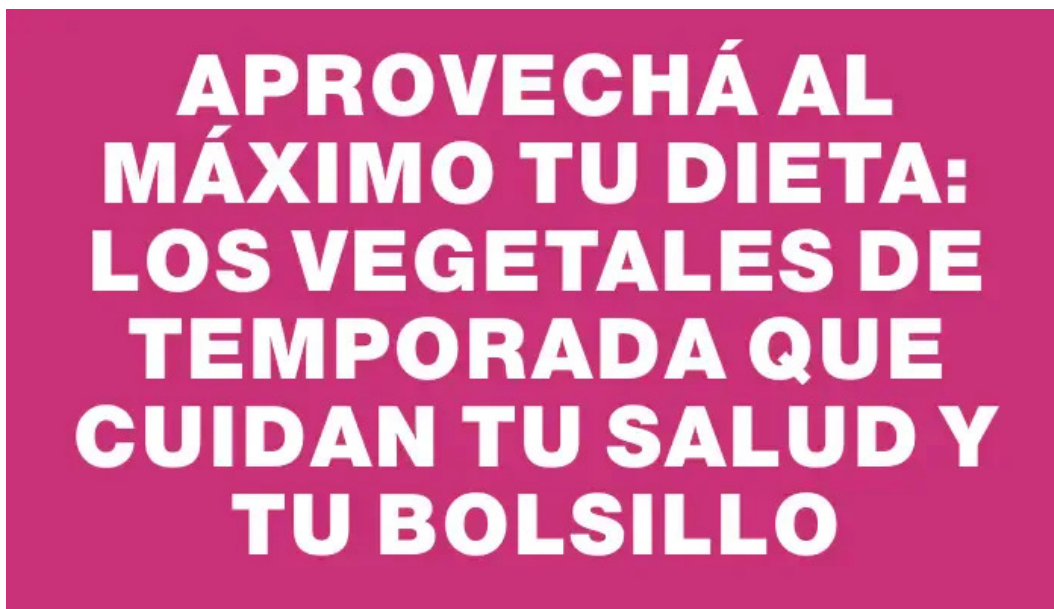 APROVECHÁ AL
MÁXIMO TU DIETA:
LOS VEGETALES DE
TEMPORADA QUE
CUIDAN TU SALUD Y
TU BOLSILLO